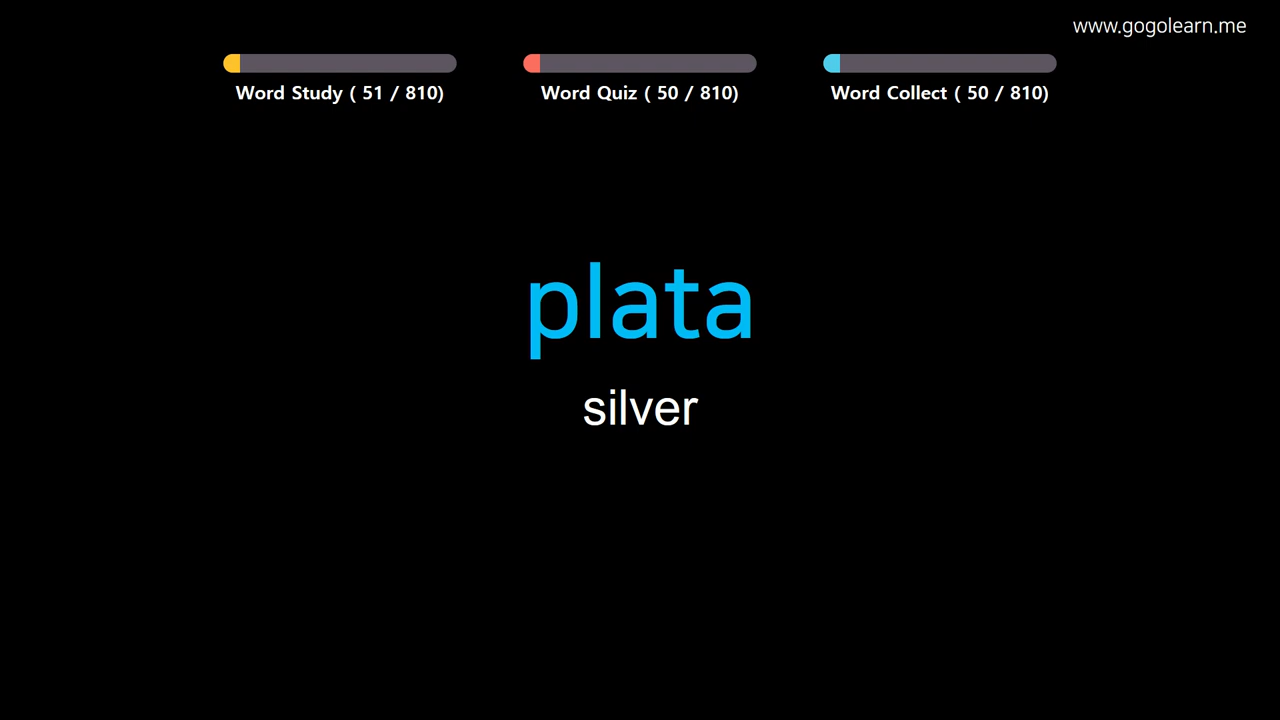 www.gogolearn.me
Word Study ( 51 / 810)
Word Quiz ( 50 / 810)
Word Collect ( 50 / 810)
plata
silver